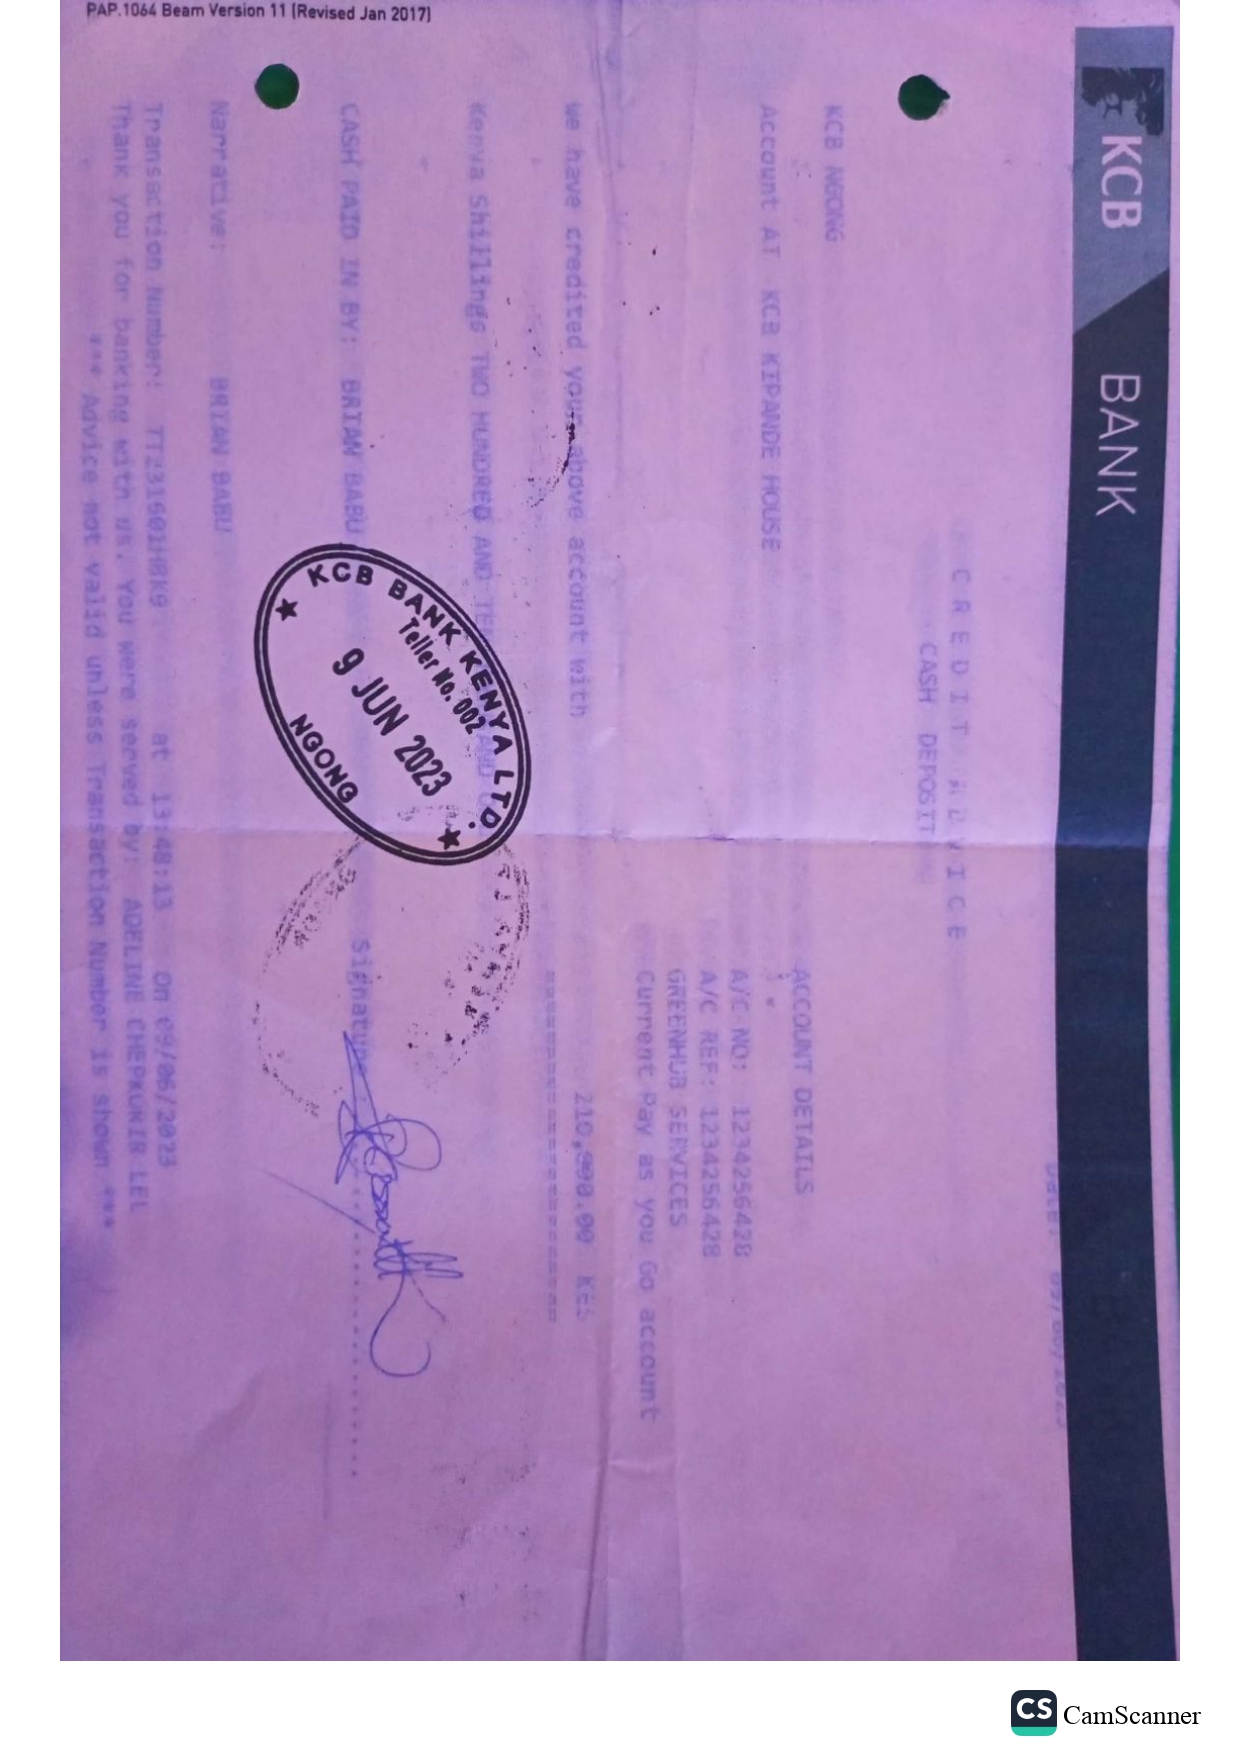 PAP.1064 Beam Version 11 (Revised Jan 2017)
KCB BANK
Date:
CREDIT ADVICE
CASH DEPOSIT
KCB NGONG
ACCOUNT DETAILS
Account AT KCB KIPANDE HOUSE
A/C NO: 1234256428
A/C REF: 1234256428
GREENHUB SERVICES
Current Pay as you Go account
We have credited your above account with 210,000.00 KES
==================
Kenya Shillings TWO HUNDRED AND TEN
CASH PAID IN BY: BRIAN BABU
Signature
Narrative: BRIAN BABU
Transaction Number: at 13:48:13 On 09/06/2023
Thank you for banking with us. You were served by: ADELINE CHEPKURIR LEL
*** Advice not valid unless Transaction Number is shown ***
KCB BANK KENYA LTD.
Teller No. 002
9 JUN 2023
NGONG
CS CamScanner